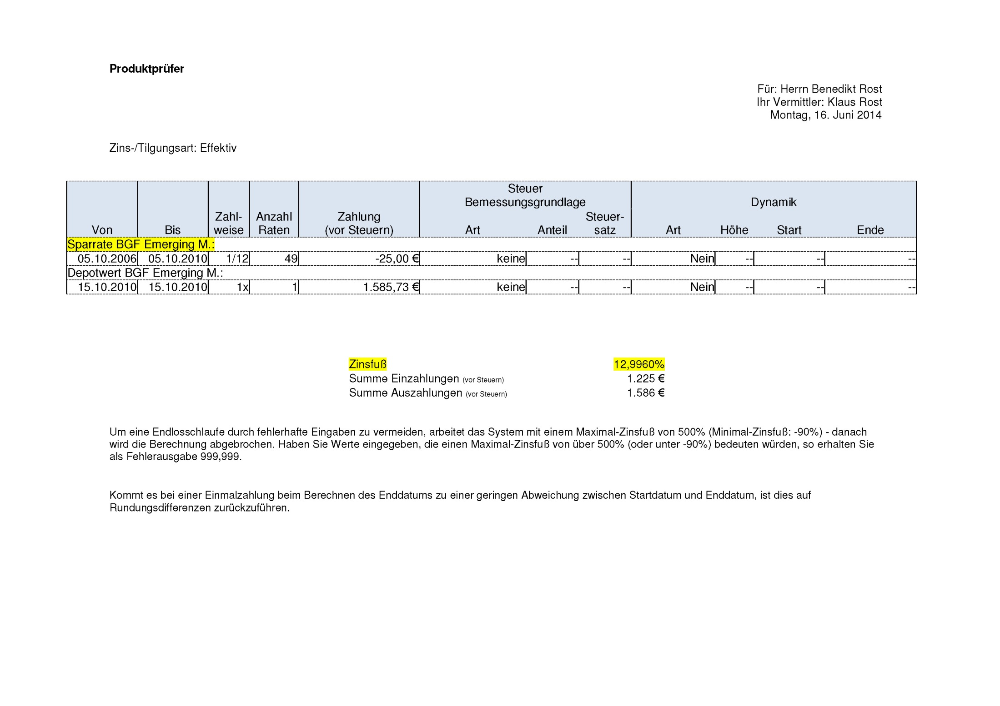 Produktprüfer
Für: Herrn Benedikt Rost
Ihr Vermittler: Klaus Rost
Montag, 16. Juni 2014
Zins-/Tilgungsart: Effektiv
Steuer
Bemessungsgrundlage Dynamik
Zahl- Anzahl Zahlung Steuer-
Von Bis weise Raten (vor Steuern) Art Anteil satz Art Höhe Start Ende
Sparrate BGF Emerging M.:
05.10.2006 05.10.2010 1/12 49 -25,00 € keine -- -- Nein -- -- --
Depotwert BGF Emerging M.:
15.10.2010 15.10.2010 1x 1 1.585,73 € keine -- -- Nein -- -- --
Zinsfuß 12,9960%
Summe Einzahlungen (vor Steuern) 1.225 €
Summe Auszahlungen (vor Steuern) 1.586 €
Um eine Endlosschlaufe durch fehlerhafte Eingaben zu vermeiden, arbeitet das System mit einem Maximal-Zinsfuß von 500% (Minimal-Zinsfuß: -90%) - danach
wird die Berechnung abgebrochen. Haben Sie Werte eingegeben, die einen Maximal-Zinsfuß von über 500% (oder unter -90%) bedeuten würden, so erhalten Sie
als Fehlerausgabe 999,999.
Kommt es bei einer Einmalzahlung beim Berechnen des Enddatums zu einer geringen Abweichung zwischen Startdatum und Enddatum, ist dies auf
Rundungsdifferenzen zurückzuführen.